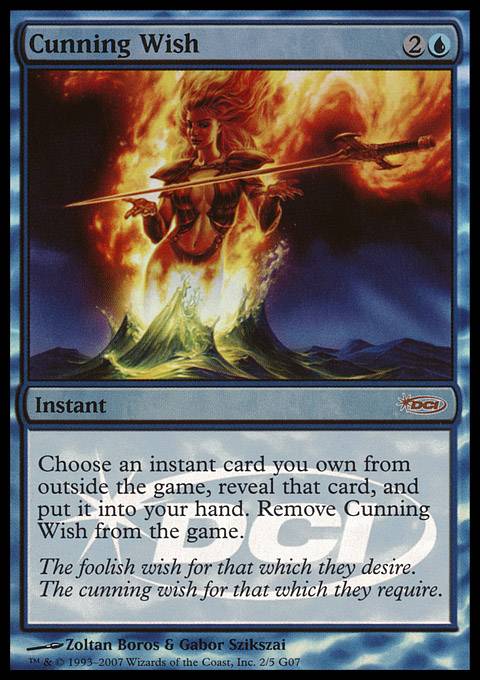 Cunning Wish 2
Instant
DCI
Choose an instant card you own from
outside the game, reveal that card, and
put it into your hand. Remove Cunning
Wish from the game.
The foolish wish for that which they desire.
The cunning wish for that which they require.
DCI
Zoltan Boros & Gabor Szikszai
™ & © 1993–2007 Wizards of the Coast, Inc. 2/5 G07